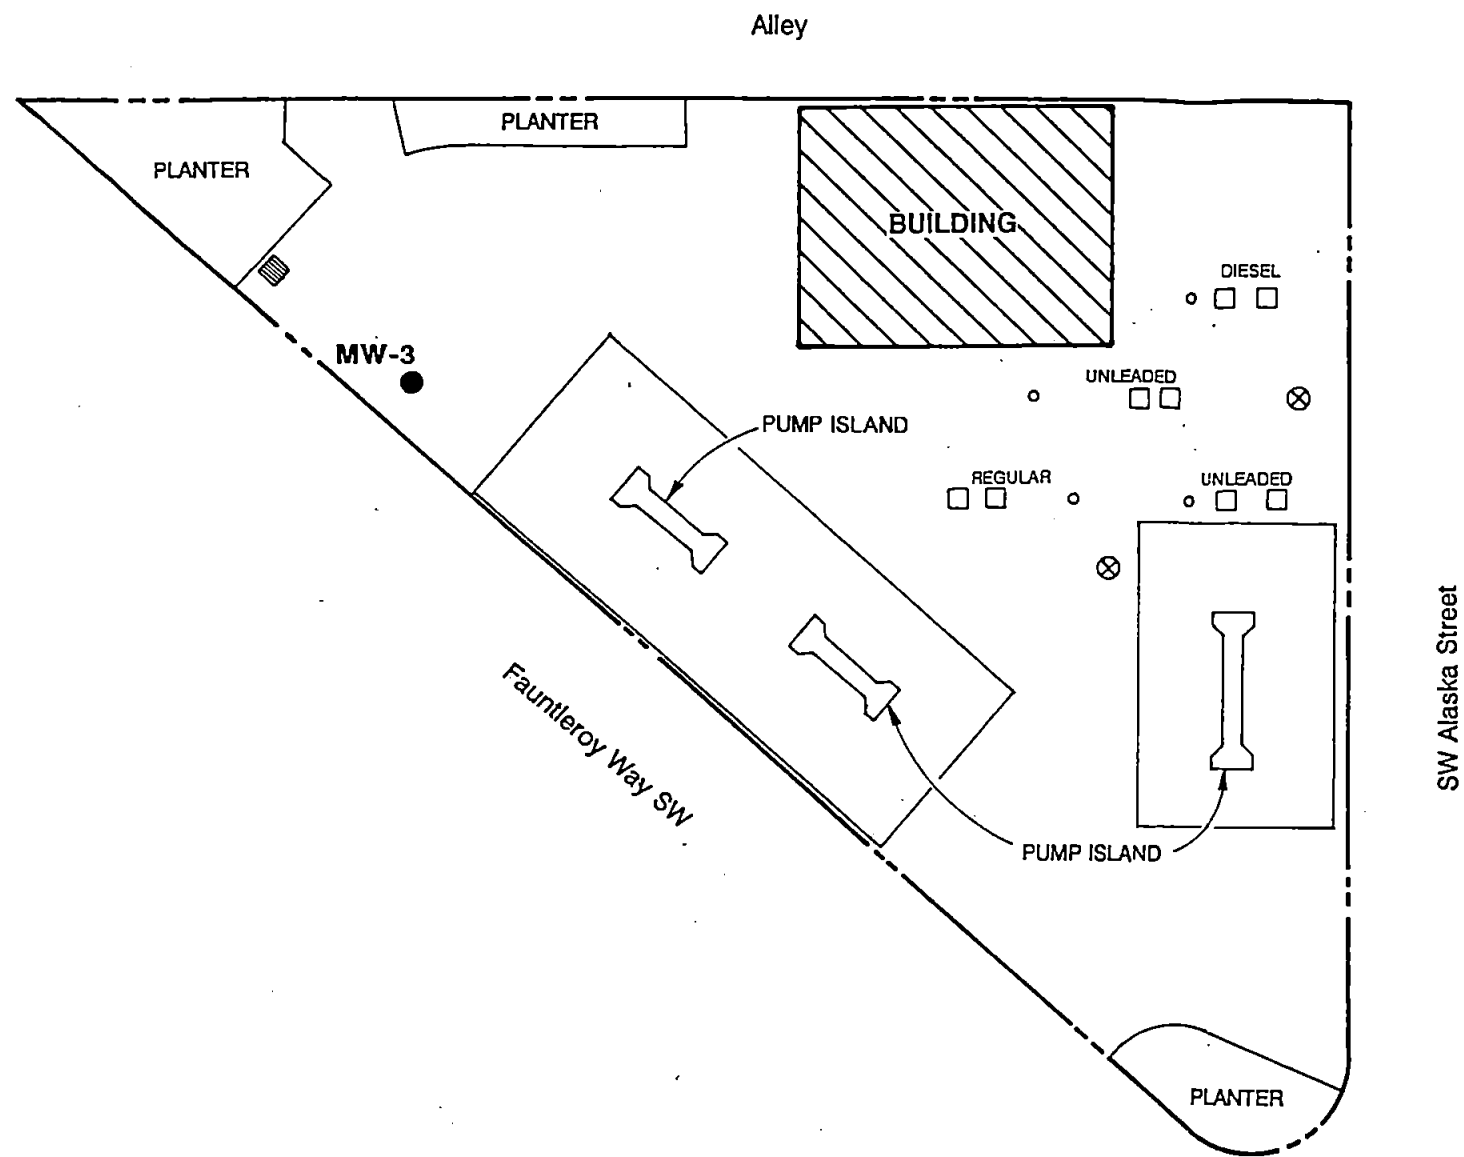 Alley
PLANTER
PLANTER
BUILDING
DIESEL
MW-3
UNLEADED
PUMP ISLAND
REGULAR
UNLEADED
SW Alaska Street
Fauntleroy Way SW
PUMP ISLAND
PLANTER